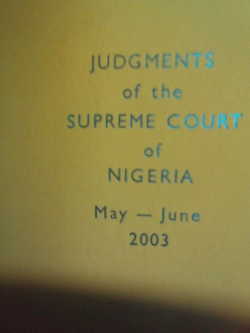 JUDGMENTS
of the
SUPREME COURT
of
NIGERIA
May — June
2003